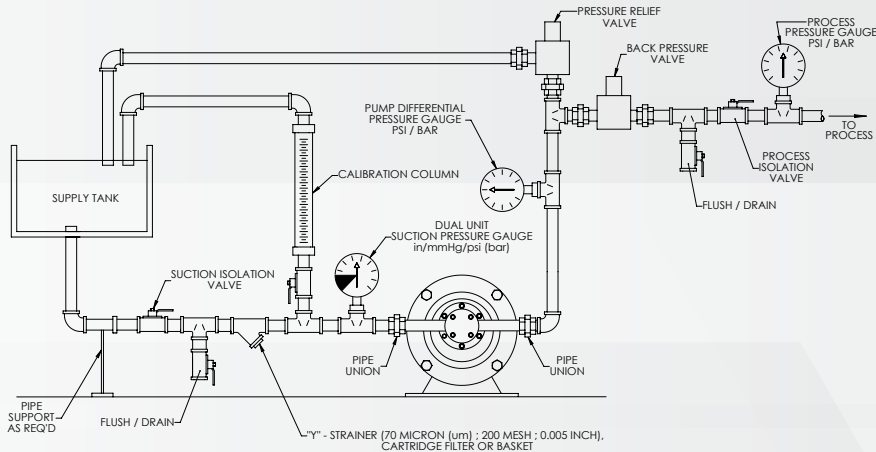 PRESSURE RELIEF
VALVE
PROCESS
PRESSURE GAUGE
PSI / BAR
BACK PRESSURE
VALVE
PUMP DIFFERENTIAL
PRESSURE GAUGE
PSI / BAR
TO
PROCESS
PROCESS
ISOLATION
VALVE
CALIBRATION COLUMN
SUPPLY TANK
FLUSH / DRAIN
DUAL UNIT
SUCTION PRESSURE GAUGE
in/mmHg/psi (bar)
SUCTION ISOLATION
VALVE
PIPE
UNION
PIPE
UNION
PIPE
SUPPORT
AS REQ'D
FLUSH / DRAIN
"Y" - STRAINER (70 MICRON (um) ; 200 MESH ; 0.005 INCH),
CARTRIDGE FILTER OR BASKET